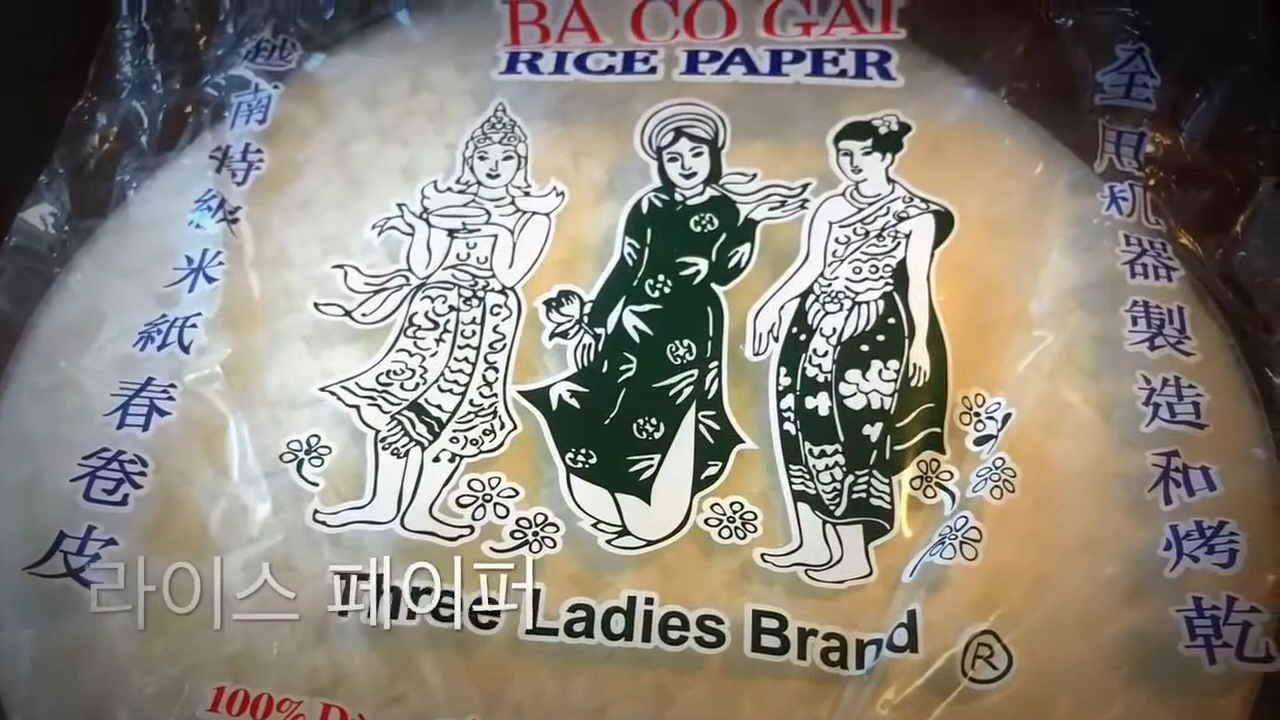 BA CO GAI
RICE PAPER
越南特級米紙春卷皮
全用机器製造和烤乾
라이스 페이퍼
Three Ladies Brand
®
100%